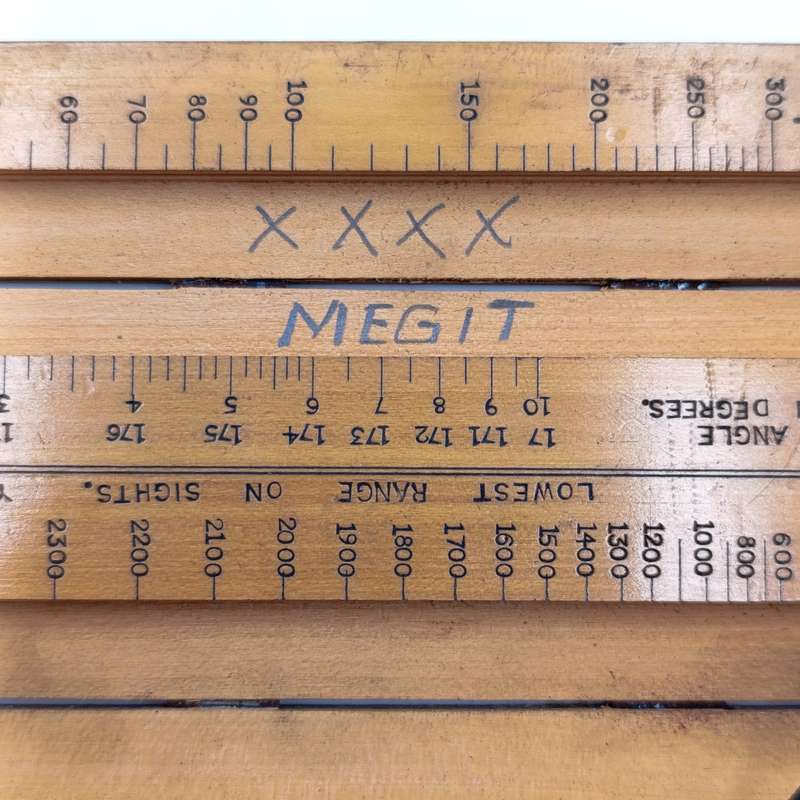 60 70 80 90 100 150 200 250 300
XXXX
MEGIT
600 800 1000 1200 1300 1400 1500 1600 1700 1800 1900 2000 2100 2200 2300
LOWEST RANGE ON SIGHTS.
ANGLE 17 171 172 173 174 175 176
DEGREES. 10 9 8 7 6 5 4 3